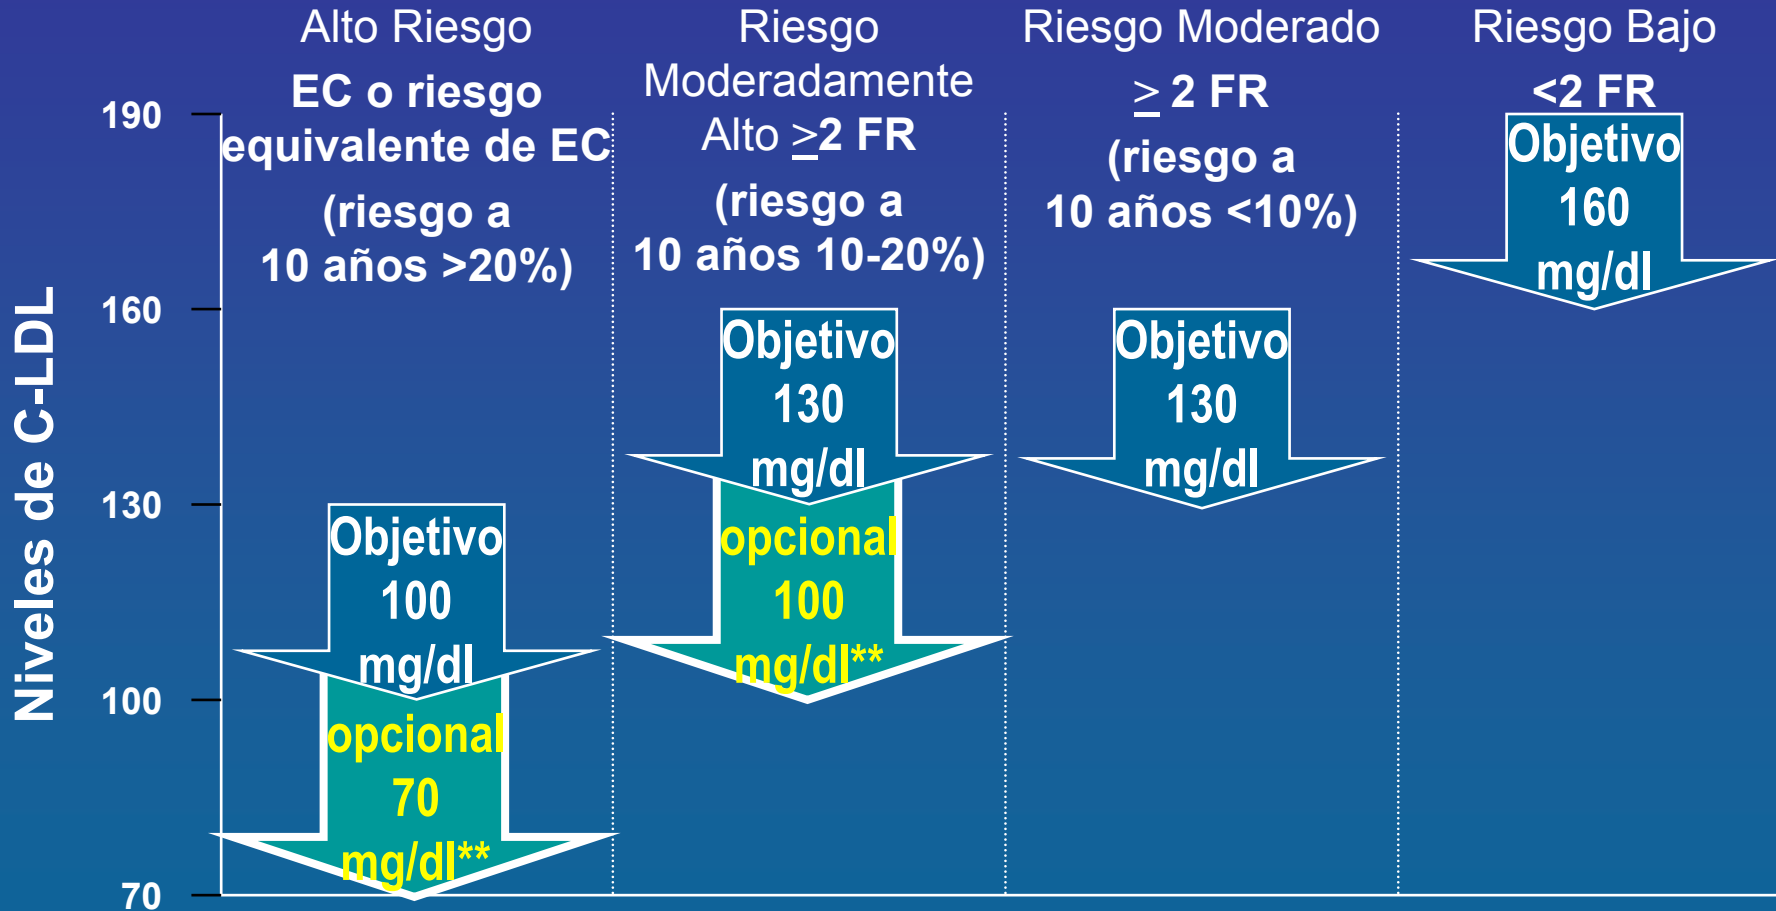 Alto Riesgo
EC o riesgo
equivalente de EC
(riesgo a
10 años >20%)
Riesgo
Moderadamente
Alto ≥2 FR
(riesgo a
10 años 10-20%)
Riesgo Moderado
≥ 2 FR
(riesgo a
10 años <10%)
Riesgo Bajo
<2 FR
Niveles de C-LDL
190
160
130
100
70
Objetivo
100
mg/dl
opcional
70
mg/dl**
Objetivo
130
mg/dl
opcional
100
mg/dl**
Objetivo
130
mg/dl
Objetivo
160
mg/dl